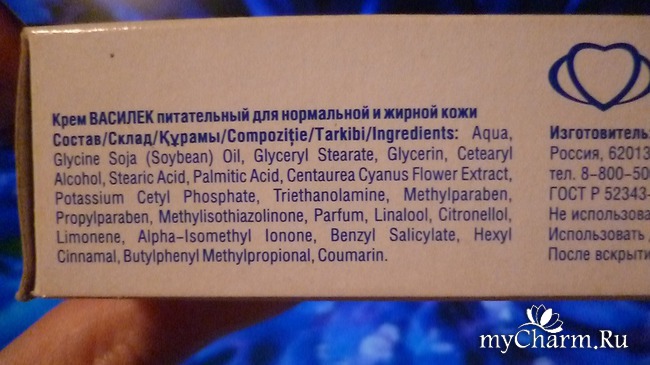 Крем ВАСИЛЕК питательный для нормальной и жирной кожи
Состав/Склад/Құрамы/Compoziţie/Tarkibi/Ingredients: Aqua,
Glycine Soja (Soybean) Oil, Glyceryl Stearate, Glycerin, Cetearyl
Alcohol, Stearic Acid, Palmitic Acid, Centaurea Cyanus Flower Extract,
Potassium Cetyl Phosphate, Triethanolamine, Methylparaben,
Propylparaben, Methylisothiazolinone, Parfum, Linalool, Citronellol,
Limonene, Alpha-Isomethyl Ionone, Benzyl Salicylate, Hexyl
Cinnamal, Butylphenyl Methylpropional, Coumarin.
Изготовитель:
Россия, 62013
тел. 8-800-50
ГОСТ Р 52343-
Не использова
Использовать
После вскрыти
myCharm.Ru